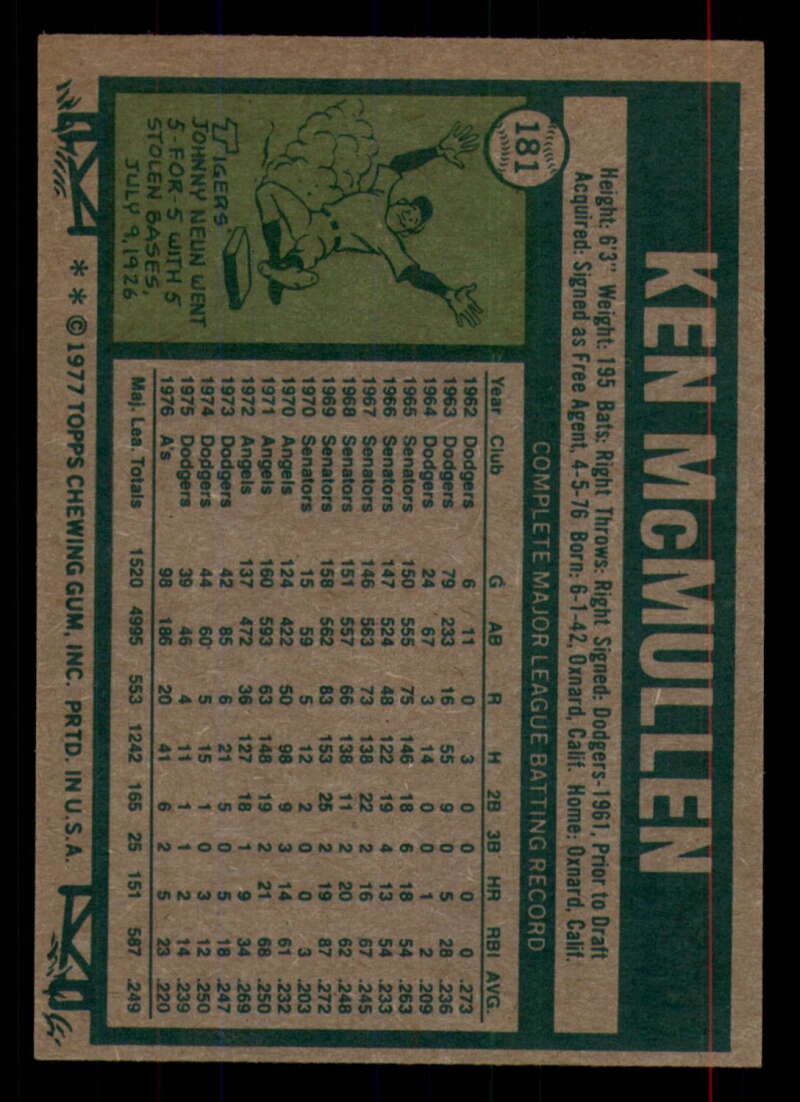 KEN McMULLEN
181
Height: 6'3" Weight: 195 Bats: Right Throws: Right Signed: Dodgers-1961, Prior to Draft
Acquired: Signed as Free Agent, 4-5-76 Born: 6-1-42, Oxnard, Calif. Home: Oxnard, Calif.
TIGERS
JOHNNY NEUN WENT
5-FOR-5 WITH 5
STOLEN BASES,
JULY 9, 1926
COMPLETE MAJOR LEAGUE BATTING RECORD
Year Club G AB R H 2B 3B HR RBI AVG.
1962 Dodgers 6 11 0 3 0 0 0 0 .273
1963 Dodgers 79 233 16 55 9 0 5 28 .236
1964 Dodgers 24 67 3 14 0 0 1 2 .209
1965 Senators 150 555 75 146 18 6 18 54 .263
1966 Senators 147 524 48 122 19 4 13 54 .233
1967 Senators 146 563 73 138 22 2 16 67 .245
1968 Senators 151 557 66 138 11 2 20 62 .248
1969 Senators 158 562 83 153 25 2 19 87 .272
1970 Senators 15 59 5 12 2 0 0 3 .203
1970 Angels 124 422 50 98 9 3 14 61 .232
1971 Angels 160 593 63 148 19 2 21 68 .250
1972 Angels 137 472 36 127 18 1 9 34 .269
1973 Dodgers 42 85 6 21 5 0 5 18 .247
1974 Dodgers 44 60 5 15 1 0 3 12 .250
1975 Dodgers 39 46 4 11 1 1 2 14 .239
1976 A's 98 186 20 41 6 2 5 23 .220
Maj. Lea. Totals 1520 4995 553 1242 165 25 151 587 .249
* * © 1977 TOPPS CHEWING GUM, INC. PRTD. IN U.S.A.